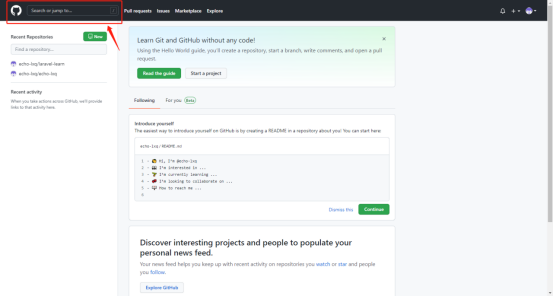 Search or jump to...
Pull requests Issues Marketplace Explore
Recent Repositories
New
Find a repository...
echo-lxq/laravel-learn
echo-lxq/echo-lxq
Recent activity
When you take actions across GitHub, we'll provide
links to that activity here.
Learn Git and GitHub without any code!
Using the Hello World guide, you'll create a repository, start a branch, write comments, and open a pull
request.
Read the guide
Start a project
Following
For you Beta
Introduce yourself
The easiest way to introduce yourself on GitHub is by creating a README in a repository about you! You can start here:
echo-lxq/README.md
1 - 👋 Hi, I'm @echo-lxq
2 - 👀 I'm interested in ...
3 - 🌱 I'm currently learning ...
4 - 💞️ I'm looking to collaborate on ...
5 - 📫 How to reach me ...
6
Dismiss this
Continue
Discover interesting projects and people to populate your
personal news feed.
Your news feed helps you keep up with recent activity on repositories you watch or star and people
you follow.
Explore GitHub